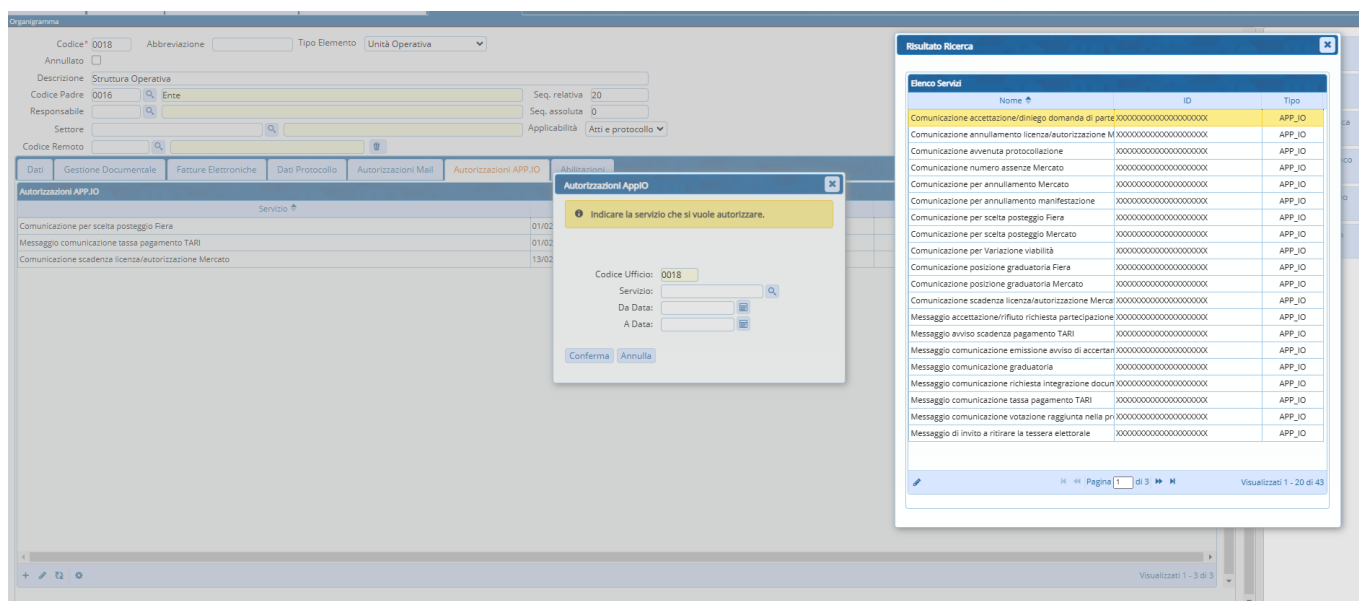 Organigramma
Codice* 0018 Abbreviazione Tipo Elemento Unità Operativa
Annullato
Descrizione Struttura Operativa
Codice Padre 0016 Ente Seq. relativa 20
Responsabile Seq. assoluta 0
Settore Applicabilità Atti e protocollo
Codice Remoto
Dati Gestione Documentale Fatture Elettroniche Dati Protocollo Autorizzazioni Mail Autorizzazioni APP.IO Abilitazioni
Autorizzazioni APP.IO
Servizio
Comunicazione per scelta posteggio Fiera 01/02
Messaggio comunicazione tassa pagamento TARI 01/02
Comunicazione scadenza licenza/autorizzazione Mercato 13/02
Visualizzati 1 - 3 di 3
Autorizzazioni AppIO
Indicare la servizio che si vuole autorizzare.
Codice Ufficio: 0018
Servizio:
Da Data:
A Data:
Conferma Annulla
Risultato Ricerca
Elenco Servizi
Nome ID Tipo
Comunicazione accettazione/diniego domanda di parte XXXXXXXXXXXXXXXXXXXX APP_IO
Comunicazione annullamento licenza/autorizzazione M XXXXXXXXXXXXXXXXXXXX APP_IO
Comunicazione avvenuta protocollazione XXXXXXXXXXXXXXXXXXXX APP_IO
Comunicazione numero assenze Mercato XXXXXXXXXXXXXXXXXXXX APP_IO
Comunicazione per annullamento Mercato XXXXXXXXXXXXXXXXXXXX APP_IO
Comunicazione per annullamento manifestazione XXXXXXXXXXXXXXXXXXXX APP_IO
Comunicazione per scelta posteggio Fiera XXXXXXXXXXXXXXXXXXXX APP_IO
Comunicazione per scelta posteggio Mercato XXXXXXXXXXXXXXXXXXXX APP_IO
Comunicazione per Variazione viabilità XXXXXXXXXXXXXXXXXXXX APP_IO
Comunicazione posizione graduatoria Fiera XXXXXXXXXXXXXXXXXXXX APP_IO
Comunicazione posizione graduatoria Mercato XXXXXXXXXXXXXXXXXXXX APP_IO
Comunicazione scadenza licenza/autorizzazione Merca XXXXXXXXXXXXXXXXXXXX APP_IO
Messaggio accettazione/rifiuto richiesta partecipazione XXXXXXXXXXXXXXXXXXXX APP_IO
Messaggio avviso scadenza pagamento TARI XXXXXXXXXXXXXXXXXXXX APP_IO
Messaggio comunicazione emissione avviso di accertan XXXXXXXXXXXXXXXXXXXX APP_IO
Messaggio comunicazione graduatoria XXXXXXXXXXXXXXXXXXXX APP_IO
Messaggio comunicazione richiesta integrazione docun XXXXXXXXXXXXXXXXXXXX APP_IO
Messaggio comunicazione tassa pagamento TARI XXXXXXXXXXXXXXXXXXXX APP_IO
Messaggio comunicazione votazione raggiunta nella pr XXXXXXXXXXXXXXXXXXXX APP_IO
Messaggio di invito a ritirare la tessera elettorale XXXXXXXXXXXXXXXXXXXX APP_IO
Pagina 1 di 3 Visualizzati 1 - 20 di 43